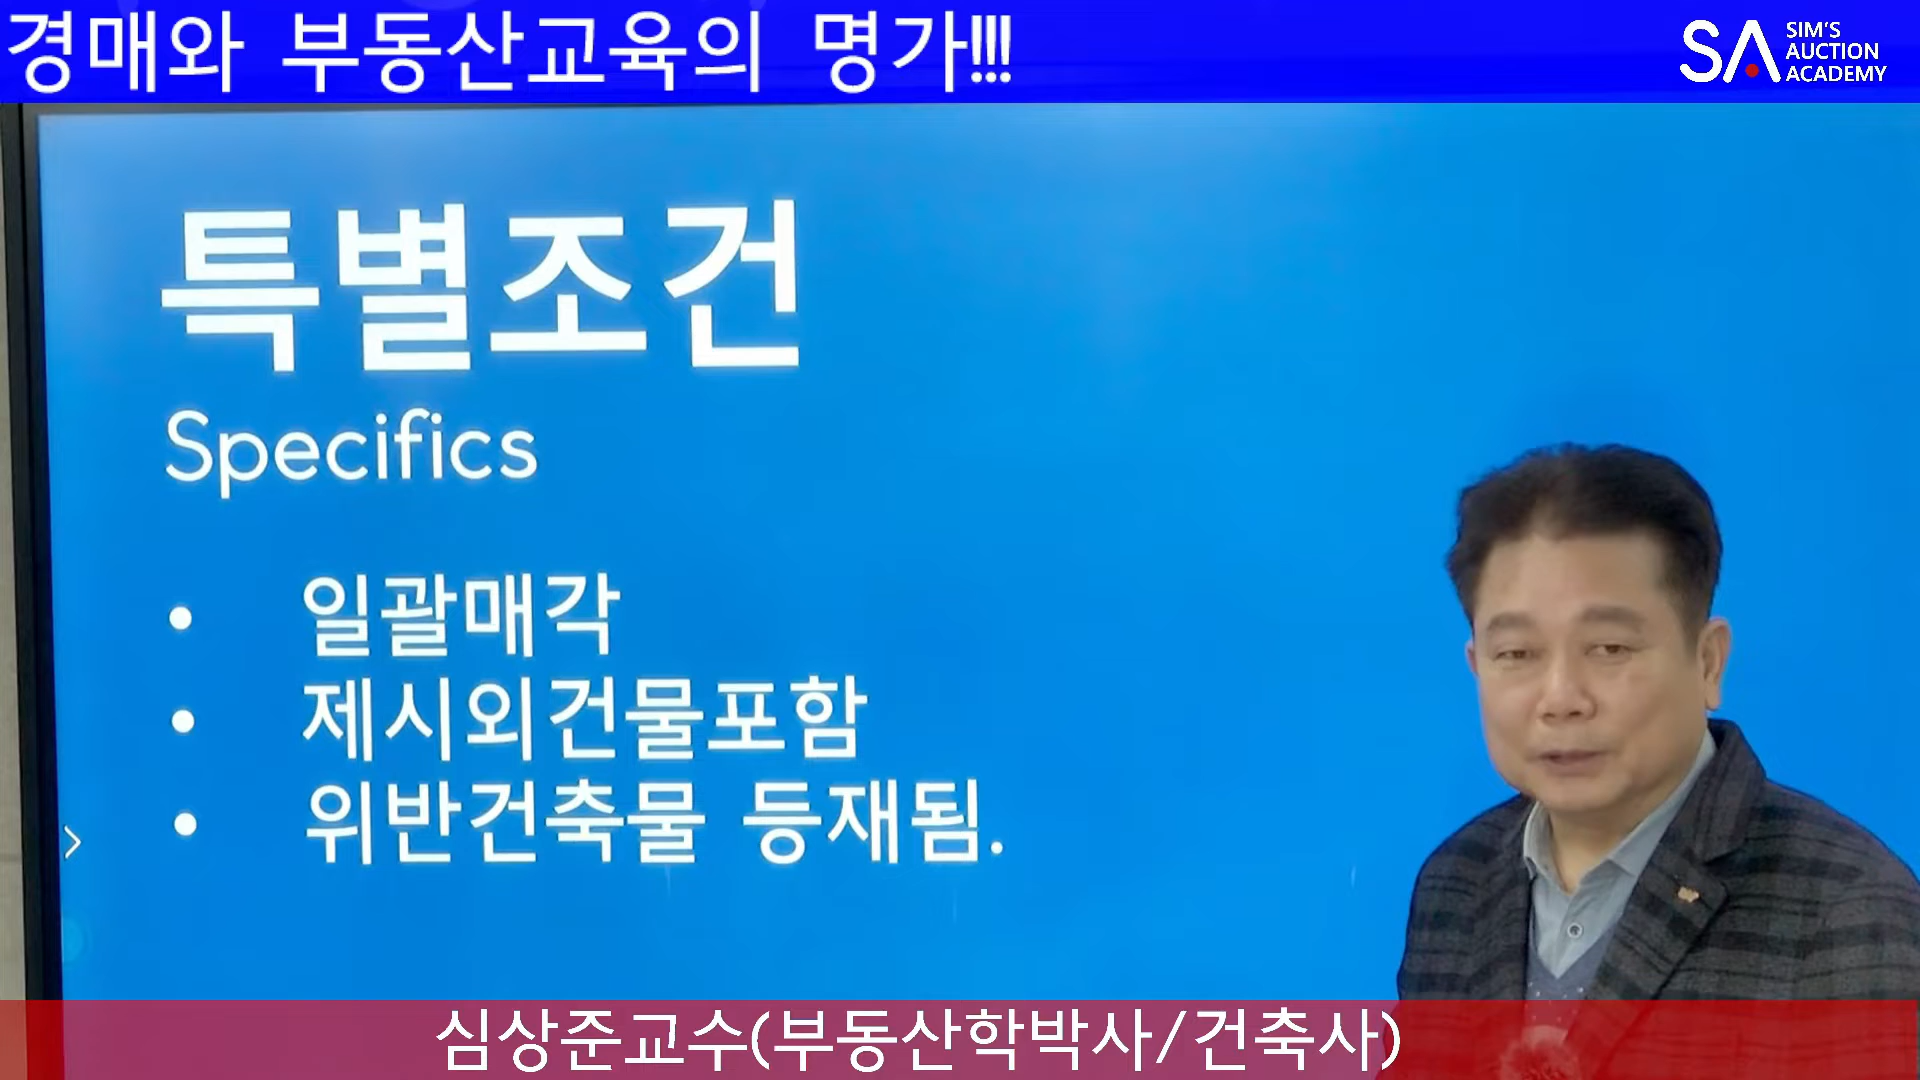 경매와 부동산교육의 명가!!!
SA SIM'S
AUCTION
ACADEMY
특별조건
Specifics
• 일괄매각
• 제시외건물포함
• 위반건축물 등재됨.
심상준교수(부동산학박사/건축사)